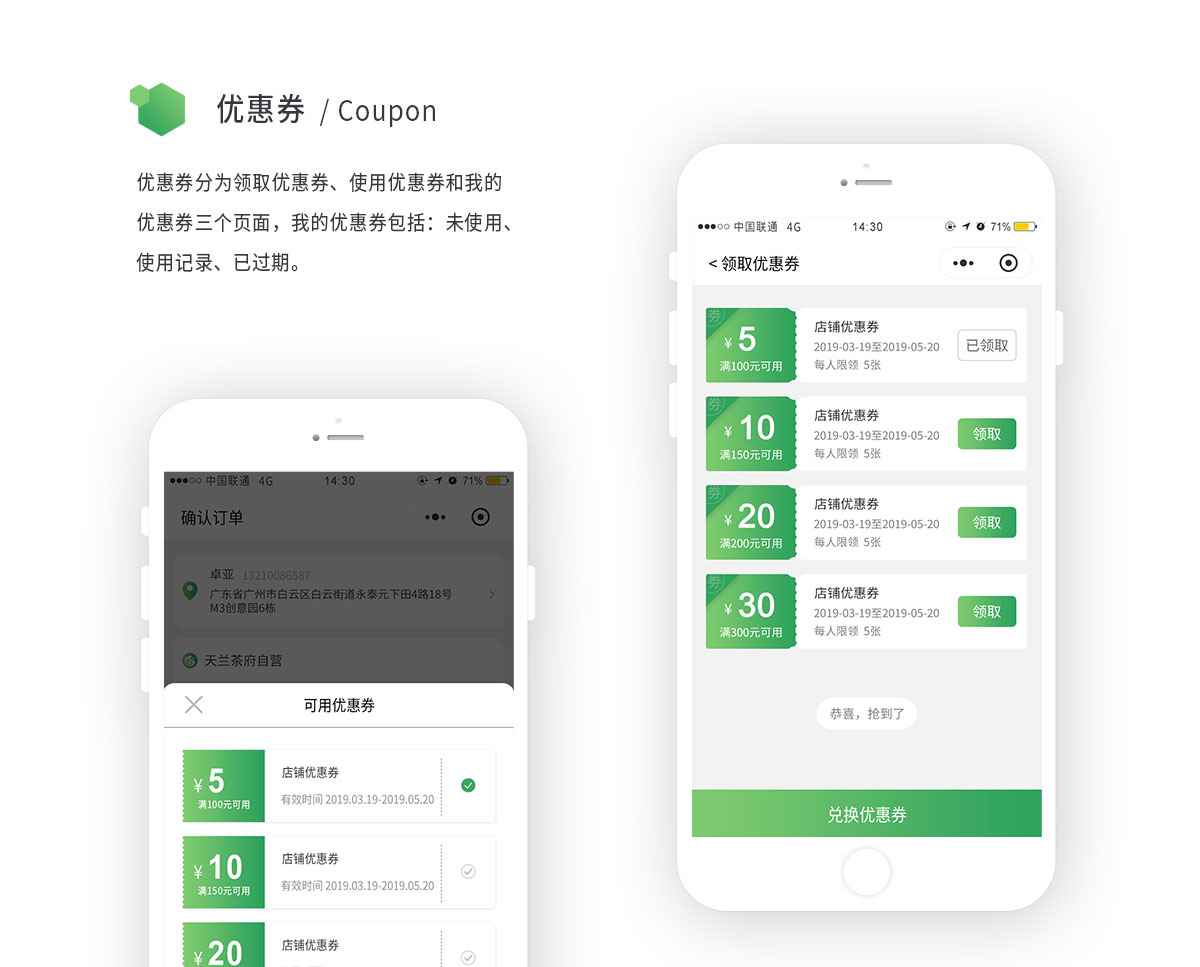 优惠券 / Coupon
优惠券分为领取优惠券、使用优惠券和我的
优惠券三个页面，我的优惠券包括：未使用、
使用记录、已过期。
中国联通 4G 14:30 71%
确认订单
卓亚 13210086587
广东省广州市白云区白云街道永泰元下田4路18号
M3创意园6栋
天兰茶府自营
可用优惠券
¥ 5
满100元可用
店铺优惠券
有效时间 2019.03.19-2019.05.20
¥ 10
满150元可用
店铺优惠券
有效时间 2019.03.19-2019.05.20
¥ 20
店铺优惠券
中国联通 4G 14:30 71%
< 领取优惠券
券
¥ 5
满100元可用
店铺优惠券
2019-03-19至2019-05-20
每人限领 5张
已领取
券
¥ 10
满150元可用
店铺优惠券
2019-03-19至2019-05-20
每人限领 5张
领取
券
¥ 20
满200元可用
店铺优惠券
2019-03-19至2019-05-20
每人限领 5张
领取
券
¥ 30
满300元可用
店铺优惠券
2019-03-19至2019-05-20
每人限领 5张
领取
恭喜，抢到了
兑换优惠券